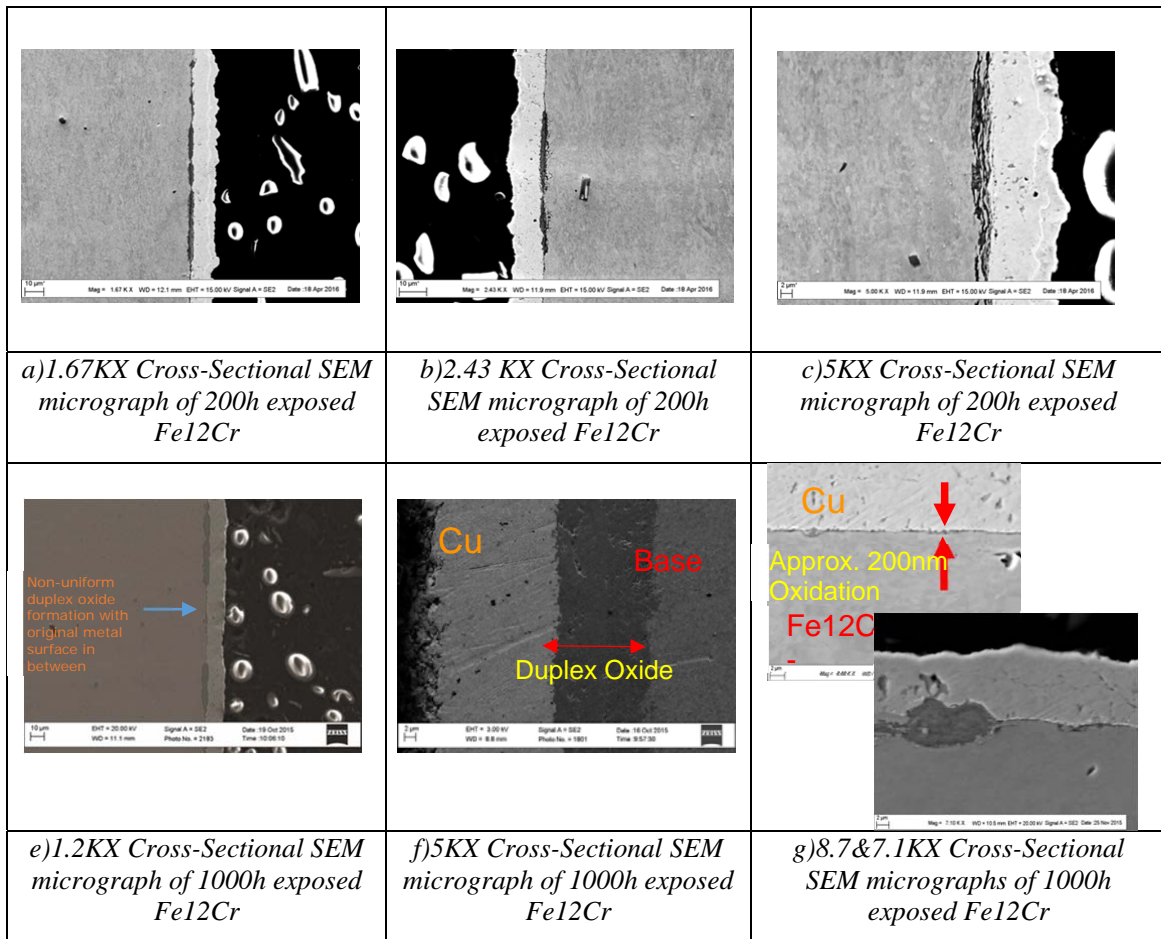 10 µm*
Mag = 1.67 K X WD = 12.1 mm EHT = 15.00 kV Signal A = SE2 Date :18 Apr 2016
10 µm*
Mag = 2.43 K X WD = 11.9 mm EHT = 15.00 kV Signal A = SE2 Date :18 Apr 2016
2 µm*
Mag = 5.00 K X WD = 11.9 mm EHT = 15.00 kV Signal A = SE2 Date :18 Apr 2016
a)1.67KX Cross-Sectional SEM
micrograph of 200h exposed
Fe12Cr
b)2.43 KX Cross-Sectional
SEM micrograph of 200h
exposed Fe12Cr
c)5KX Cross-Sectional SEM
micrograph of 200h exposed
Fe12Cr
Non-uniform
duplex oxide
formation with
original metal
surface in
between
10 µm
EHT = 20.00 kV Signal A = SE2 Date :19 Oct 2015
WD = 11.1 mm Photo No. = 2183 Time :10:06:10
ZEISS
Cu
Base
Duplex Oxide
2 µm
EHT = 3.00 kV Signal A = SE2 Date :16 Oct 2015
WD = 8.8 mm Photo No. = 1801 Time :9:57:50
ZEISS
Cu
Approx. 200nm
Oxidation
Fe12C
-
2 µm
2 µm
Mag = 7.10 K X WD = 10.5 mm EHT = 20.00 kV Signal A = SE2 Date :25 Nov 2015
e)1.2KX Cross-Sectional SEM
micrograph of 1000h exposed
Fe12Cr
f)5KX Cross-Sectional SEM
micrograph of 1000h exposed
Fe12Cr
g)8.7&7.1KX Cross-Sectional
SEM micrographs of 1000h
exposed Fe12Cr